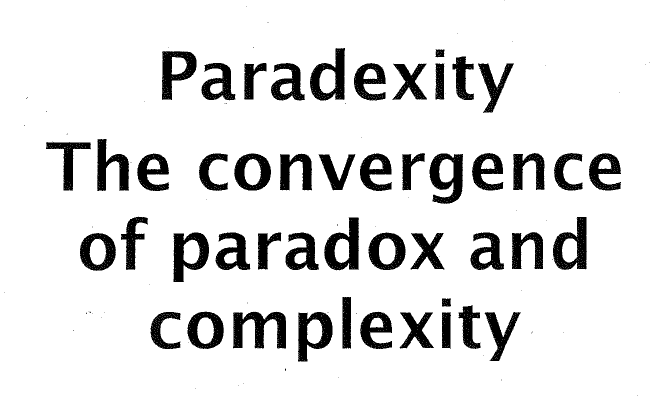 Paradexity
The convergence
of paradox and
complexity